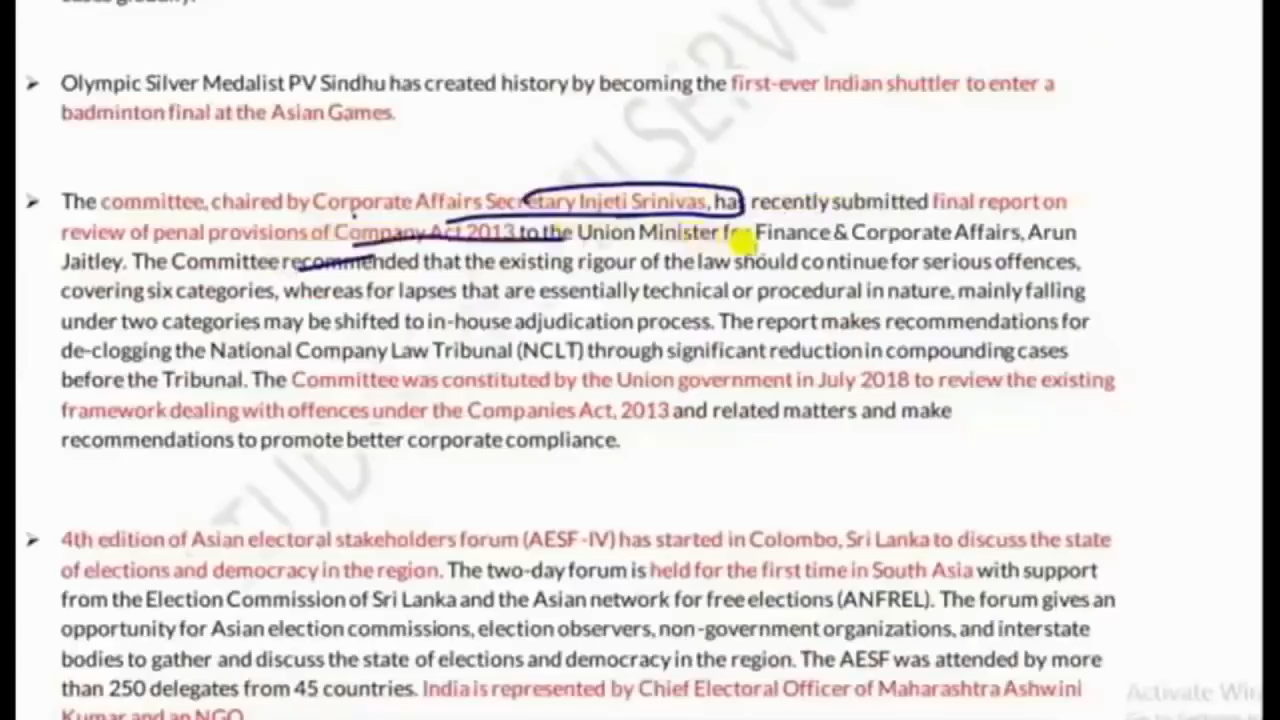 Olympic Silver Medalist PV Sindhu has created history by becoming the first-ever Indian shuttler to enter a
badminton final at the Asian Games.
The committee, chaired by Corporate Affairs Secretary Injeti Srinivas, has recently submitted final report on
review of penal provisions of Company Act 2013 to the Union Minister for Finance & Corporate Affairs, Arun
Jaitley. The Committee recommended that the existing rigour of the law should continue for serious offences,
covering six categories, whereas for lapses that are essentially technical or procedural in nature, mainly falling
under two categories may be shifted to in-house adjudication process. The report makes recommendations for
de-clogging the National Company Law Tribunal (NCLT) through significant reduction in compounding cases
before the Tribunal. The Committee was constituted by the Union government in July 2018 to review the existing
framework dealing with offences under the Companies Act, 2013 and related matters and make
recommendations to promote better corporate compliance.
4th edition of Asian electoral stakeholders forum (AESF-IV) has started in Colombo, Sri Lanka to discuss the state
of elections and democracy in the region. The two-day forum is held for the first time in South Asia with support
from the Election Commission of Sri Lanka and the Asian network for free elections (ANFREL). The forum gives an
opportunity for Asian election commissions, election observers, non-government organizations, and interstate
bodies to gather and discuss the state of elections and democracy in the region. The AESF was attended by more
than 250 delegates from 45 countries. India is represented by Chief Electoral Officer of Maharashtra Ashwini
Kumar and an NGO
Activate Win